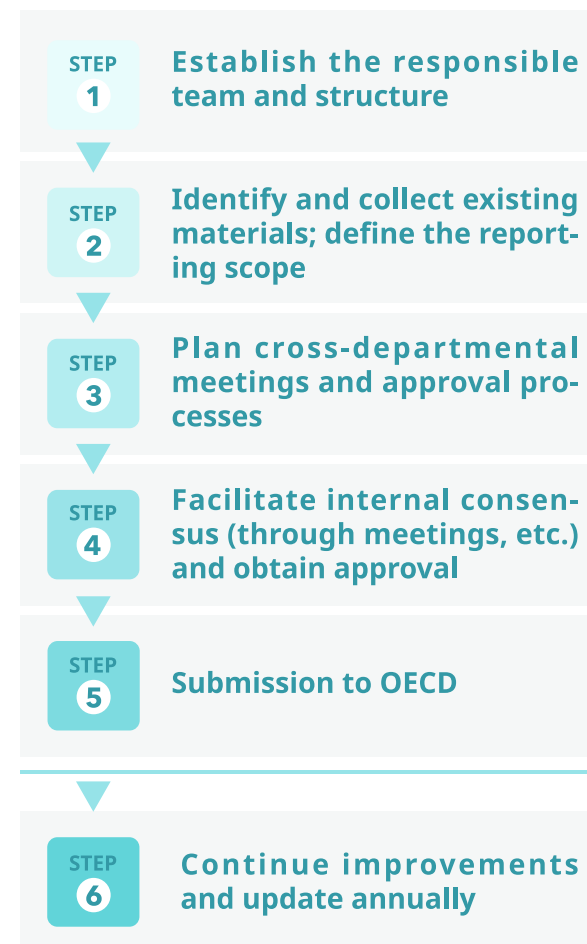 STEP
1
Establish the responsible
team and structure
STEP
2
Identify and collect existing
materials; define the report-
ing scope
STEP
3
Plan cross-departmental
meetings and approval pro-
cesses
STEP
4
Facilitate internal consen-
sus (through meetings, etc.)
and obtain approval
STEP
5
Submission to OECD
STEP
6
Continue improvements
and update annually